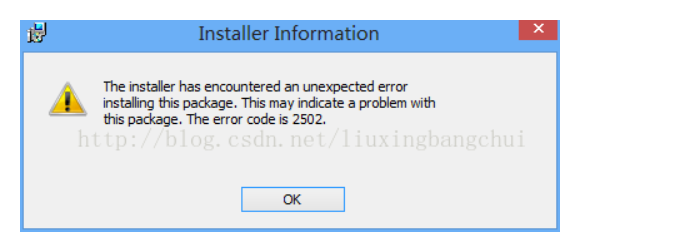 Installer Information
The installer has encountered an unexpected error
installing this package. This may indicate a problem with
this package. The error code is 2502.
http://blog.csdn.net/liuxingbangchui
OK